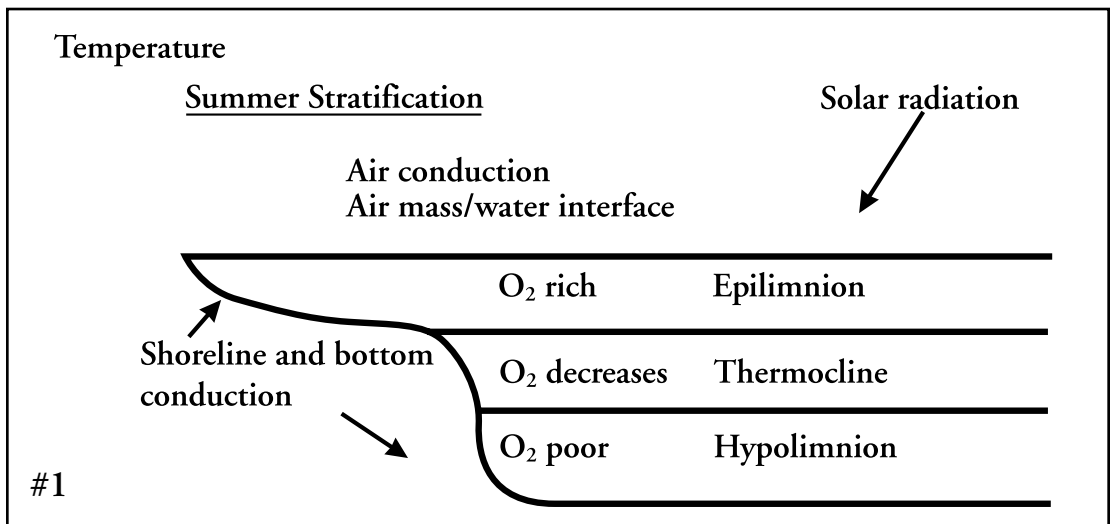 Temperature
Summer Stratification
Solar radiation
Air conduction
Air mass/water interface
O₂ rich Epilimnion
Shoreline and bottom
conduction
O₂ decreases Thermocline
O₂ poor Hypolimnion
#1